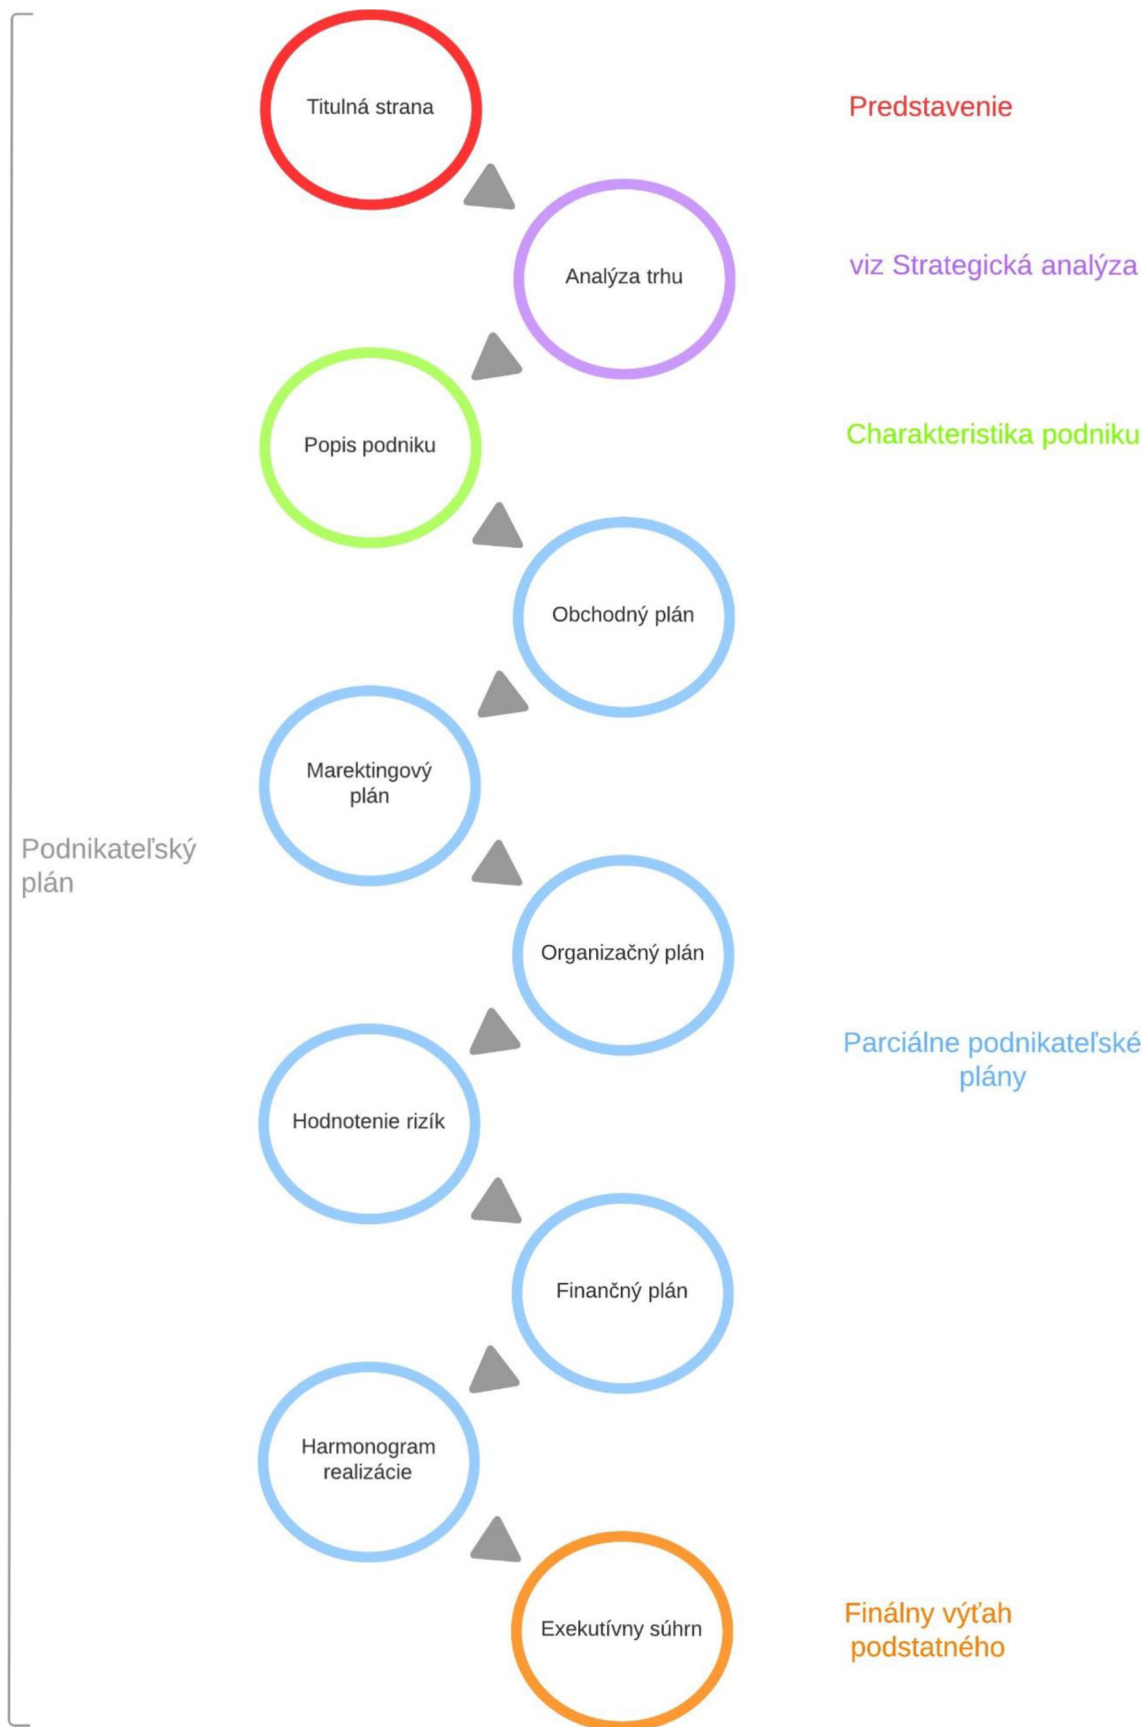 Titulná strana
Predstavenie
Analýza trhu
viz Strategická analýza
Popis podniku
Charakteristika podniku
Obchodný plán
Marektingový
plán
Podnikateľský
plán
Organizačný plán
Parciálne podnikateľské
plány
Hodnotenie rizík
Finančný plán
Harmonogram
realizácie
Exekutívny súhrn
Finálny výťah
podstatného